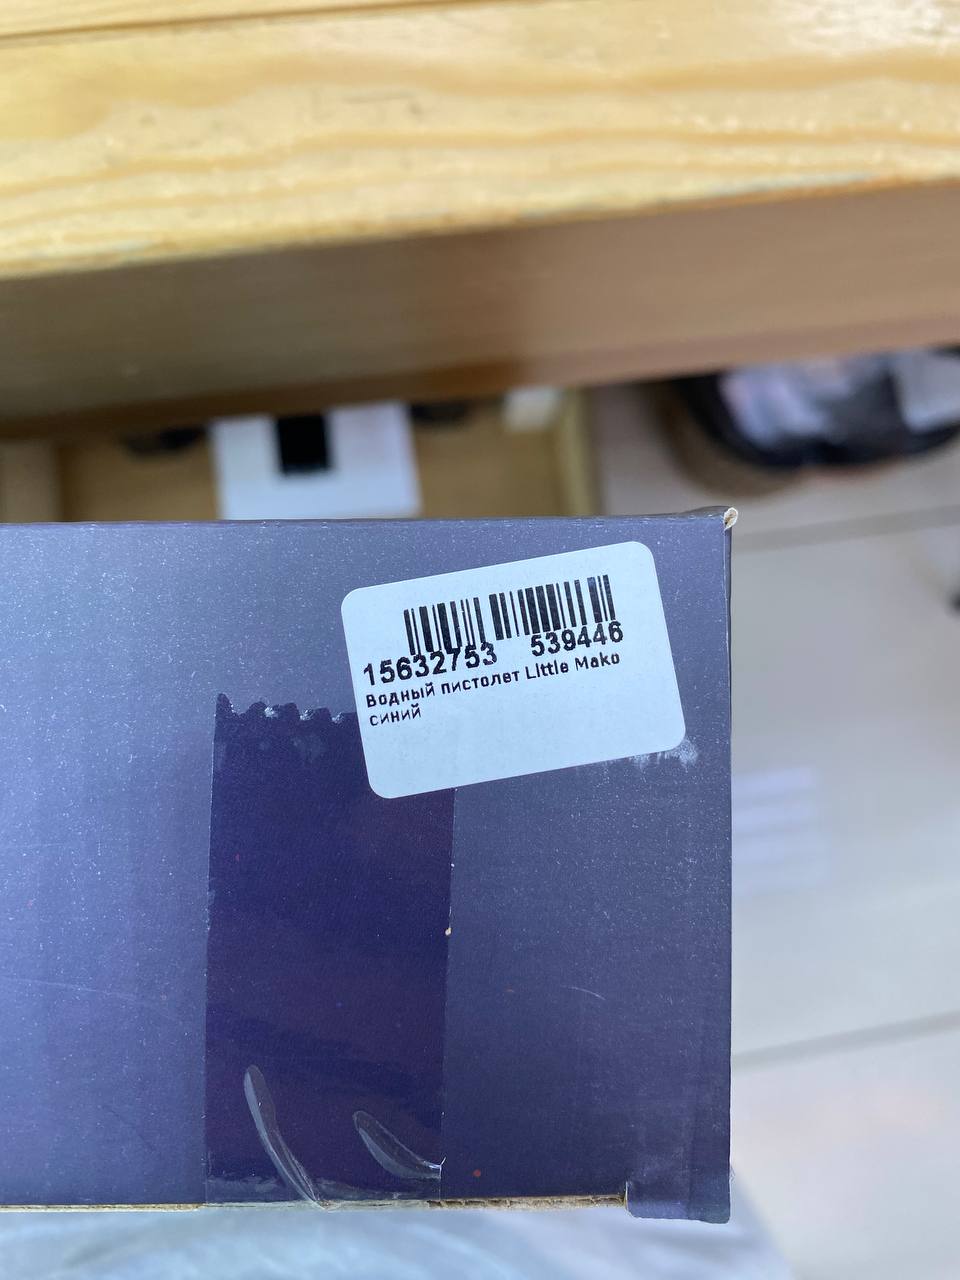 15632753 539446
Водный пистолет Little Mako
синий